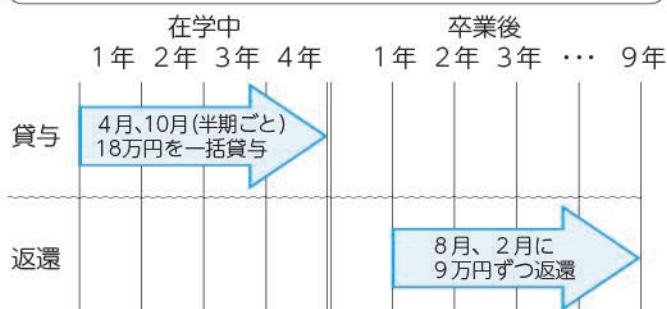 在学中 卒業後
1年 2年 3年 4年 1年 2年 3年 … 9年
貸与
4月、10月(半期ごと)
18万円を一括貸与
返還
8月、2月に
9万円ずつ返還